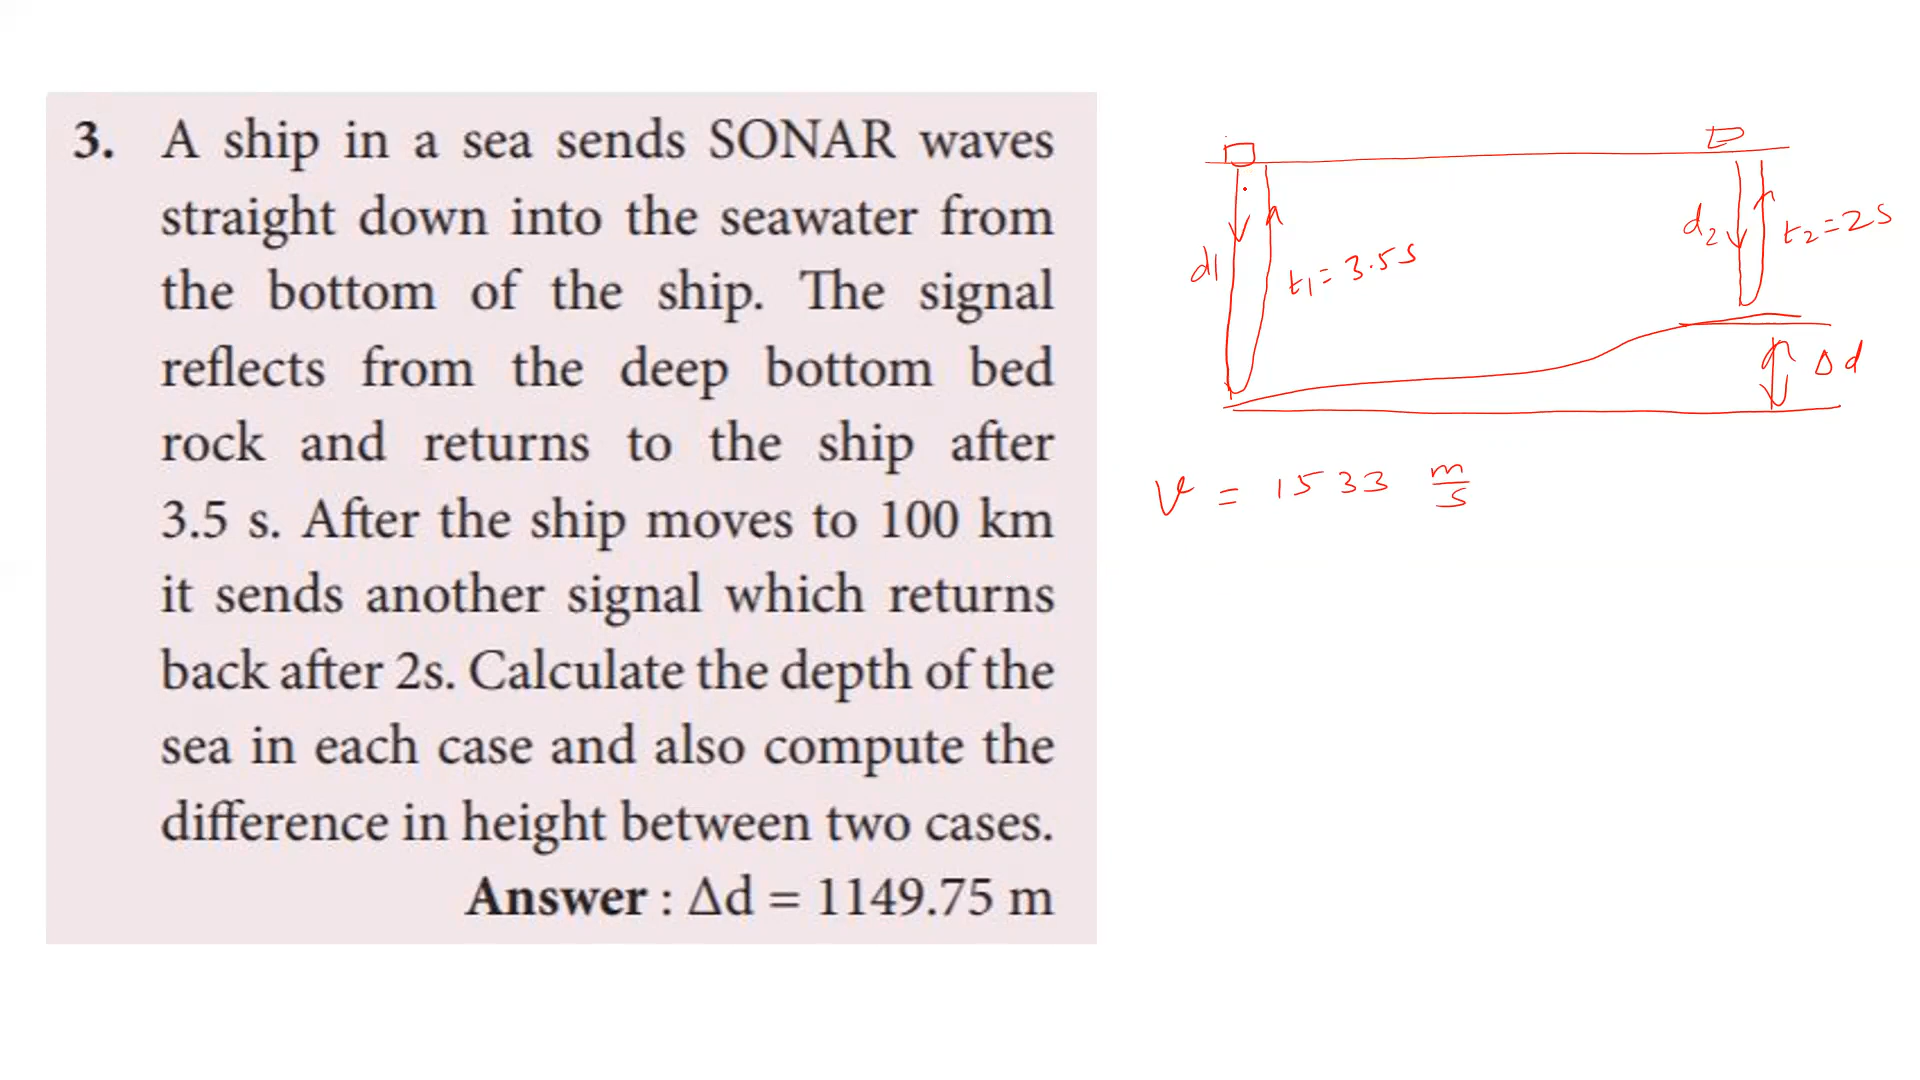 3. A ship in a sea sends SONAR waves
straight down into the seawater from
the bottom of the ship. The signal
reflects from the deep bottom bed
rock and returns to the ship after
3.5 s. After the ship moves to 100 km
it sends another signal which returns
back after 2s. Calculate the depth of the
sea in each case and also compute the
difference in height between two cases.
Answer : Δd = 1149.75 m
d1
t1 = 3.5 s
d2
t2 = 2 s
Δd
v = 1533 m/s